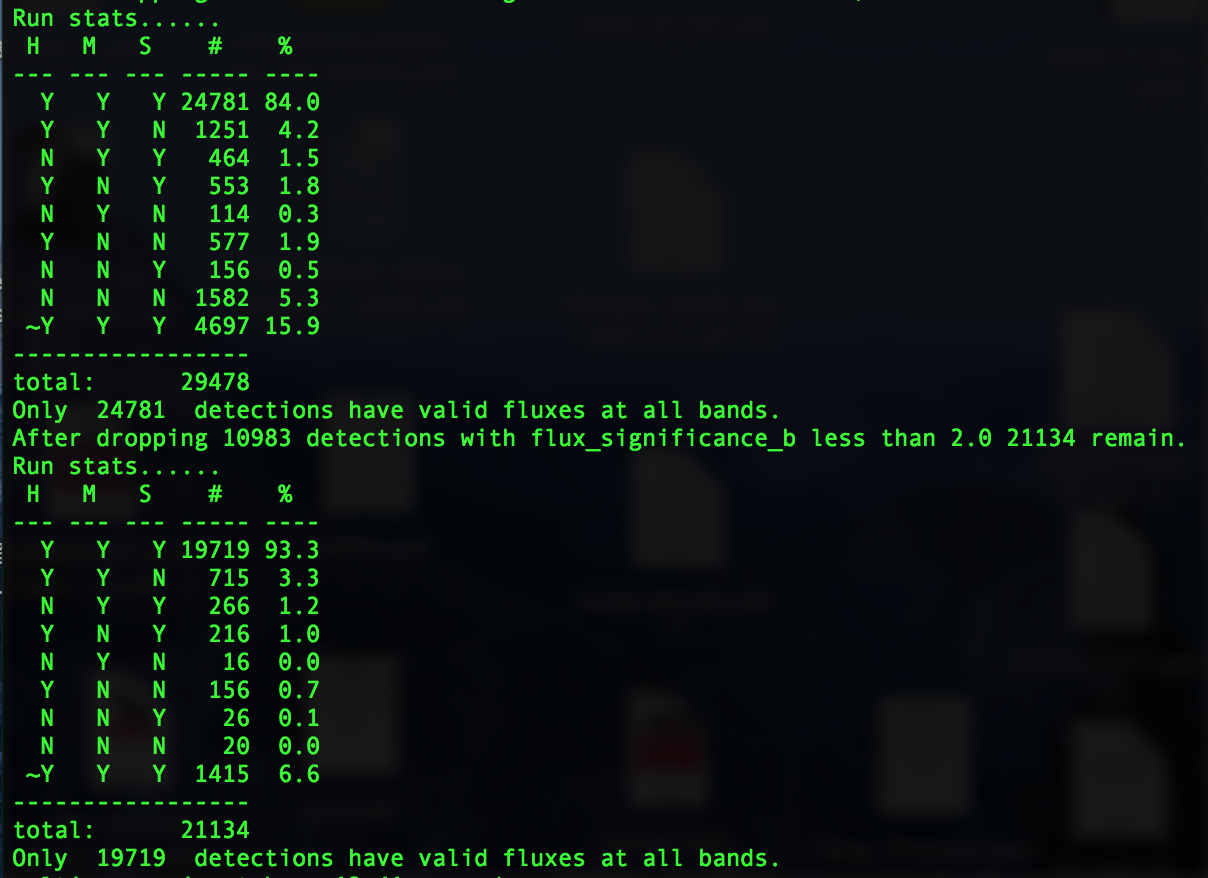 Run stats......
H M S # %
--- --- --- ----- ----
Y Y Y 24781 84.0
Y Y N 1251 4.2
N Y Y 464 1.5
Y N Y 553 1.8
N Y N 114 0.3
Y N N 577 1.9
N N Y 156 0.5
N N N 1582 5.3
~Y Y Y 4697 15.9
-----------------
total: 29478
Only 24781 detections have valid fluxes at all bands.
After dropping 10983 detections with flux_significance_b less than 2.0 21134 remain.
Run stats......
H M S # %
--- --- --- ----- ----
Y Y Y 19719 93.3
Y Y N 715 3.3
N Y Y 266 1.2
Y N Y 216 1.0
N Y N 16 0.0
Y N N 156 0.7
N N Y 26 0.1
N N N 20 0.0
~Y Y Y 1415 6.6
-----------------
total: 21134
Only 19719 detections have valid fluxes at all bands.